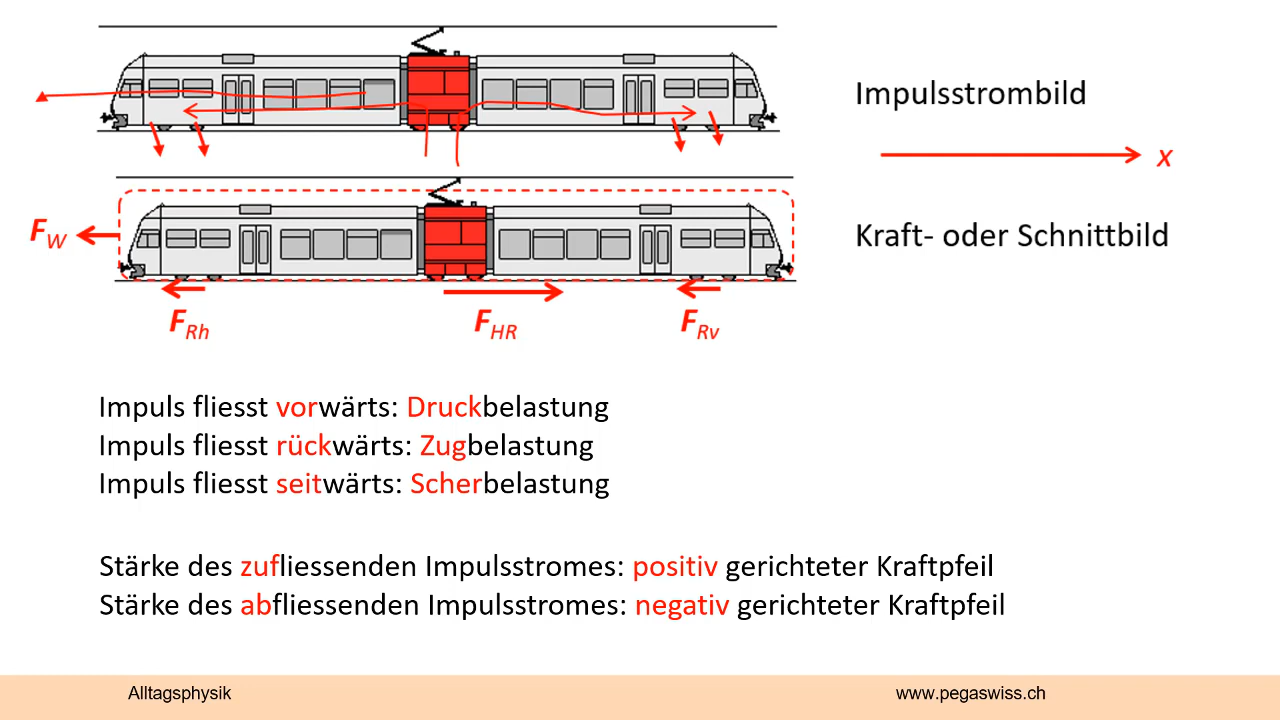 Impulsstrombild
x
Kraft- oder Schnittbild
F_W
F_Rh
F_HR
F_Rv
Impuls fliesst vorwärts: Druckbelastung
Impuls fliesst rückwärts: Zugbelastung
Impuls fliesst seitwärts: Scherbelastung
Stärke des zufliessenden Impulsstromes: positiv gerichteter Kraftpfeil
Stärke des abfliessenden Impulsstromes: negativ gerichteter Kraftpfeil
Alltagsphysik
www.pegaswiss.ch